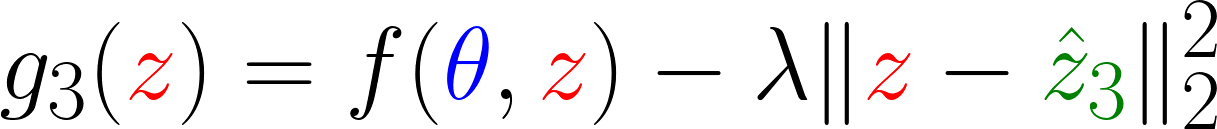 g₃(z) = f(θ, z) − λ‖z − ẑ₃‖₂²